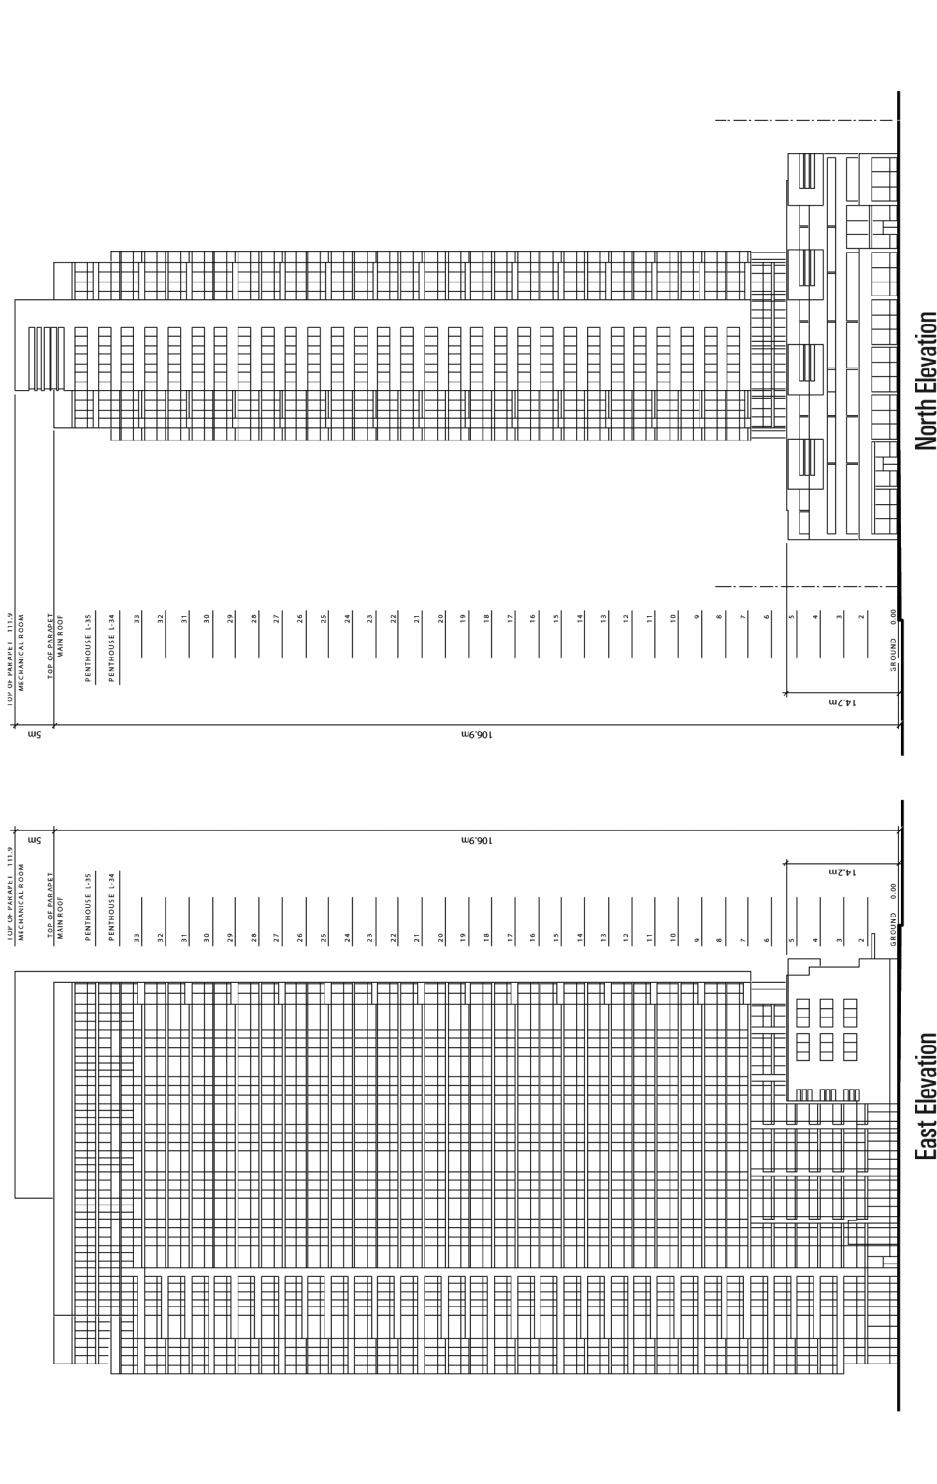 TOP OF PARAPET 111.9
MECHANICAL ROOM
TOP OF PARAPET
MAIN ROOF
PENTHOUSE L-35
PENTHOUSE L-34
33
32
31
30
29
28
27
26
25
24
23
22
21
20
19
18
17
16
15
14
13
12
11
10
9
8
7
6
5
4
3
2
GROUND 0.00
5m
106.9m
14.2m
North Elevation
5m
106.9m
14.2m
TOP OF PARAPET 111.9
MECHANICAL ROOM
TOP OF PARAPET
MAIN ROOF
PENTHOUSE L-35
PENTHOUSE L-34
33
32
31
30
29
28
27
26
25
24
23
22
21
20
19
18
17
16
15
14
13
12
11
10
9
8
7
6
5
4
3
2
GROUND 0.00
East Elevation